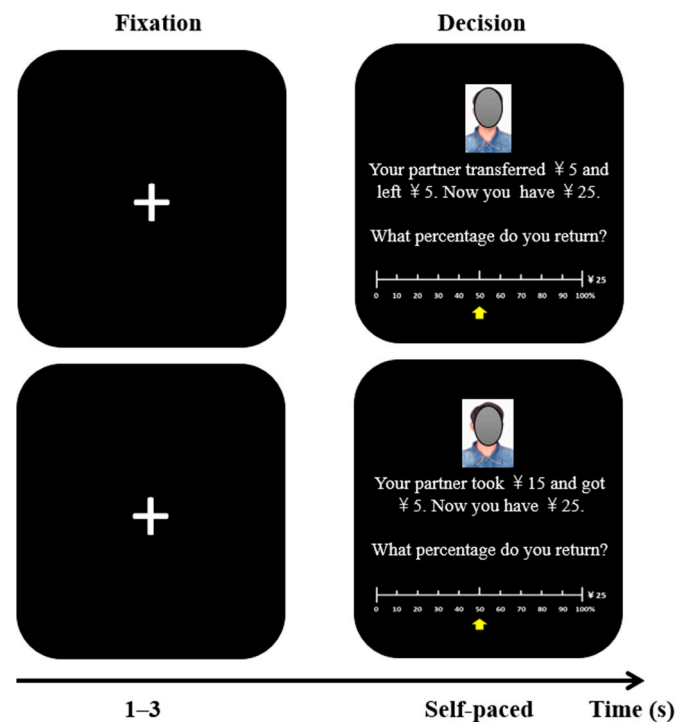 Fixation
Decision
Your partner transferred ¥ 5 and
left ¥ 5. Now you have ¥ 25.
What percentage do you return?
¥ 25
0 10 20 30 40 50 60 70 80 90 100%
Your partner took ¥ 15 and got
¥ 5. Now you have ¥ 25.
What percentage do you return?
¥ 25
0 10 20 30 40 50 60 70 80 90 100%
1–3
Self-paced
Time (s)